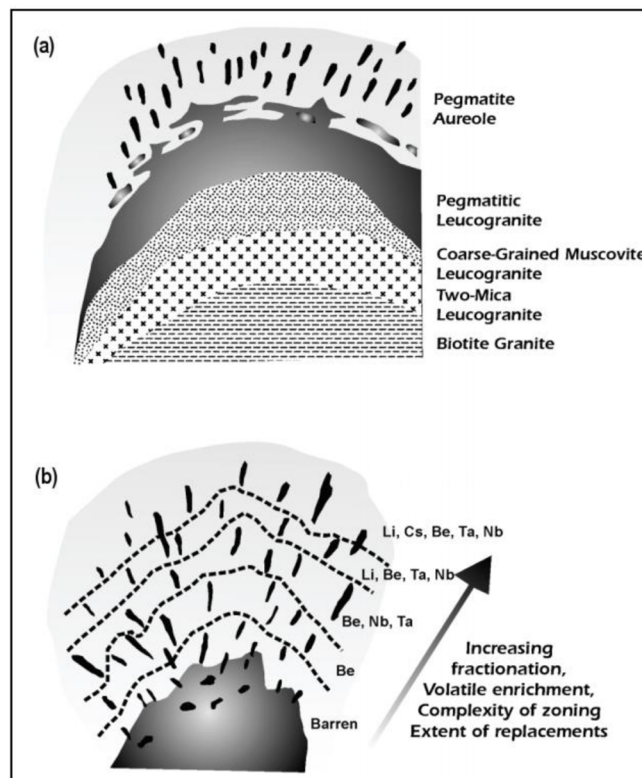 (a)
Pegmatite
Aureole
Pegmatitic
Leucogranite
Coarse-Grained Muscovite
Leucogranite
Two-Mica
Leucogranite
Biotite Granite
(b)
Li, Cs, Be, Ta, Nb
Li, Be, Ta, Nb
Be, Nb, Ta
Be
Barren
Increasing
fractionation,
Volatile enrichment,
Complexity of zoning
Extent of replacements